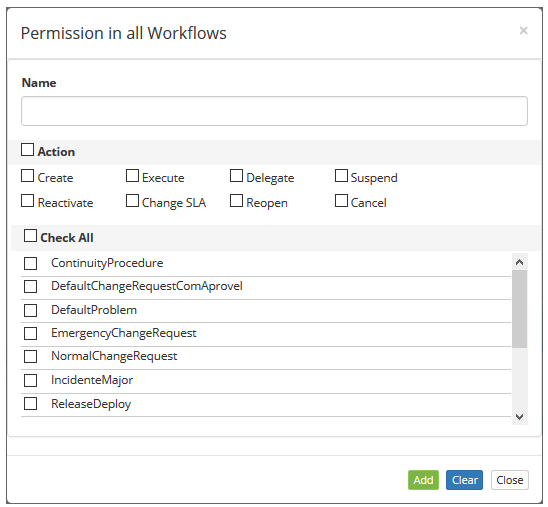 Permission in all Workflows ×
Name
Action
Create Execute Delegate Suspend
Reactivate Change SLA Reopen Cancel
Check All
ContinuityProcedure
DefaultChangeRequestComAprovel
DefaultProblem
EmergencyChangeRequest
NormalChangeRequest
IncidenteMajor
ReleaseDeploy
Add Clear Close